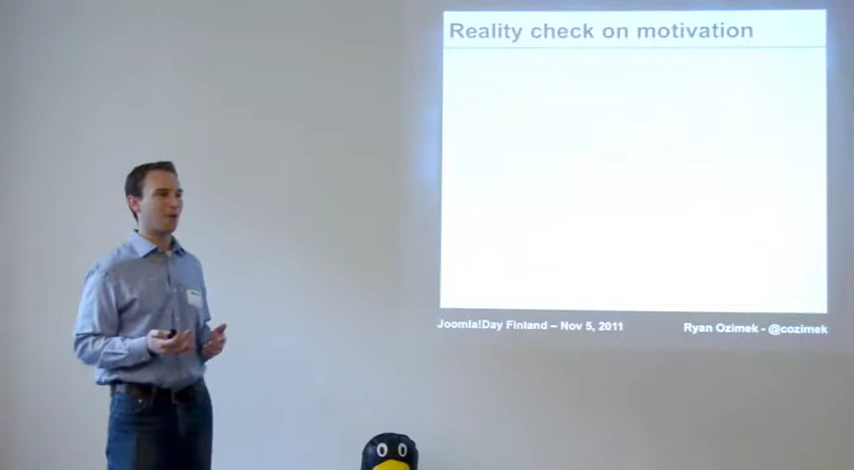 Reality check on motivation
Joomla!Day Finland – Nov 5, 2011
Ryan Ozimek - @cozimek